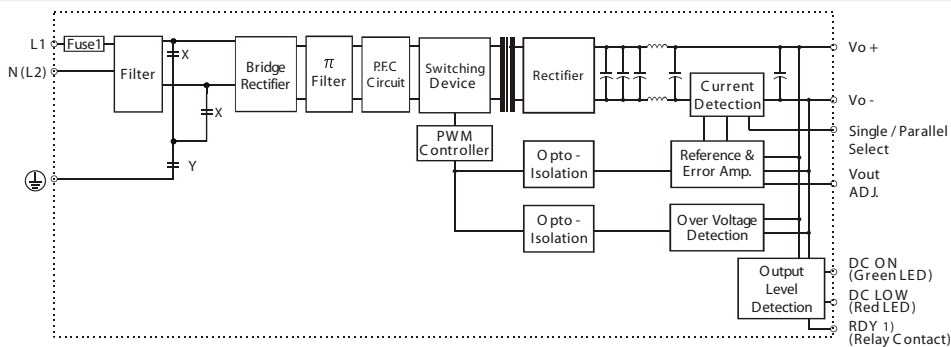 L1
Fuse1
N (L2)
Filter
X
X
Y
Bridge
Rectifier
π
Filter
P.F.C
Circuit
Switching
Device
PWM
Controller
Rectifier
Opto -
Isolation
Opto -
Isolation
Current
Detection
Reference &
Error Amp.
Over Voltage
Detection
Output
Level
Detection
Vo +
Vo -
Single / Parallel
Select
Vout
ADJ.
DC ON
(Green LED)
DC LOW
(Red LED)
RDY 1)
(Relay Contact)